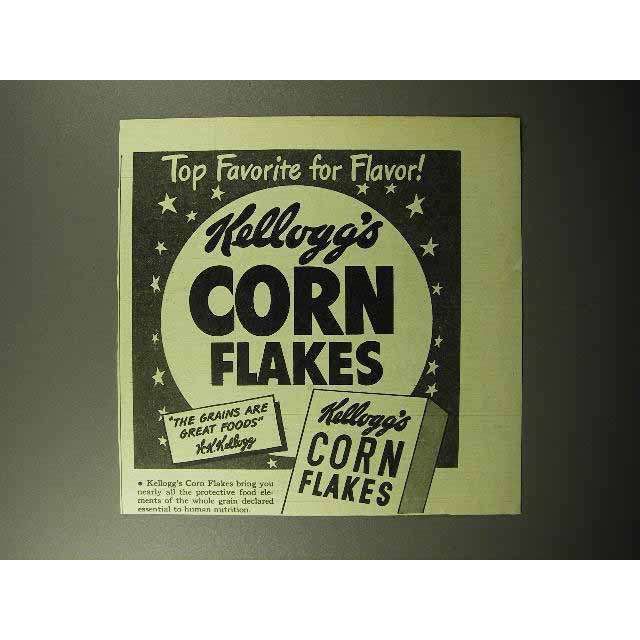 Top Favorite for Flavor!
Kellogg's
CORN
FLAKES
"THE GRAINS ARE
GREAT FOODS"
W.K. Kellogg
Kellogg's
CORN
FLAKES
• Kellogg's Corn Flakes bring you
nearly all the protective food ele-
ments of the whole grain declared
essential to human nutrition.